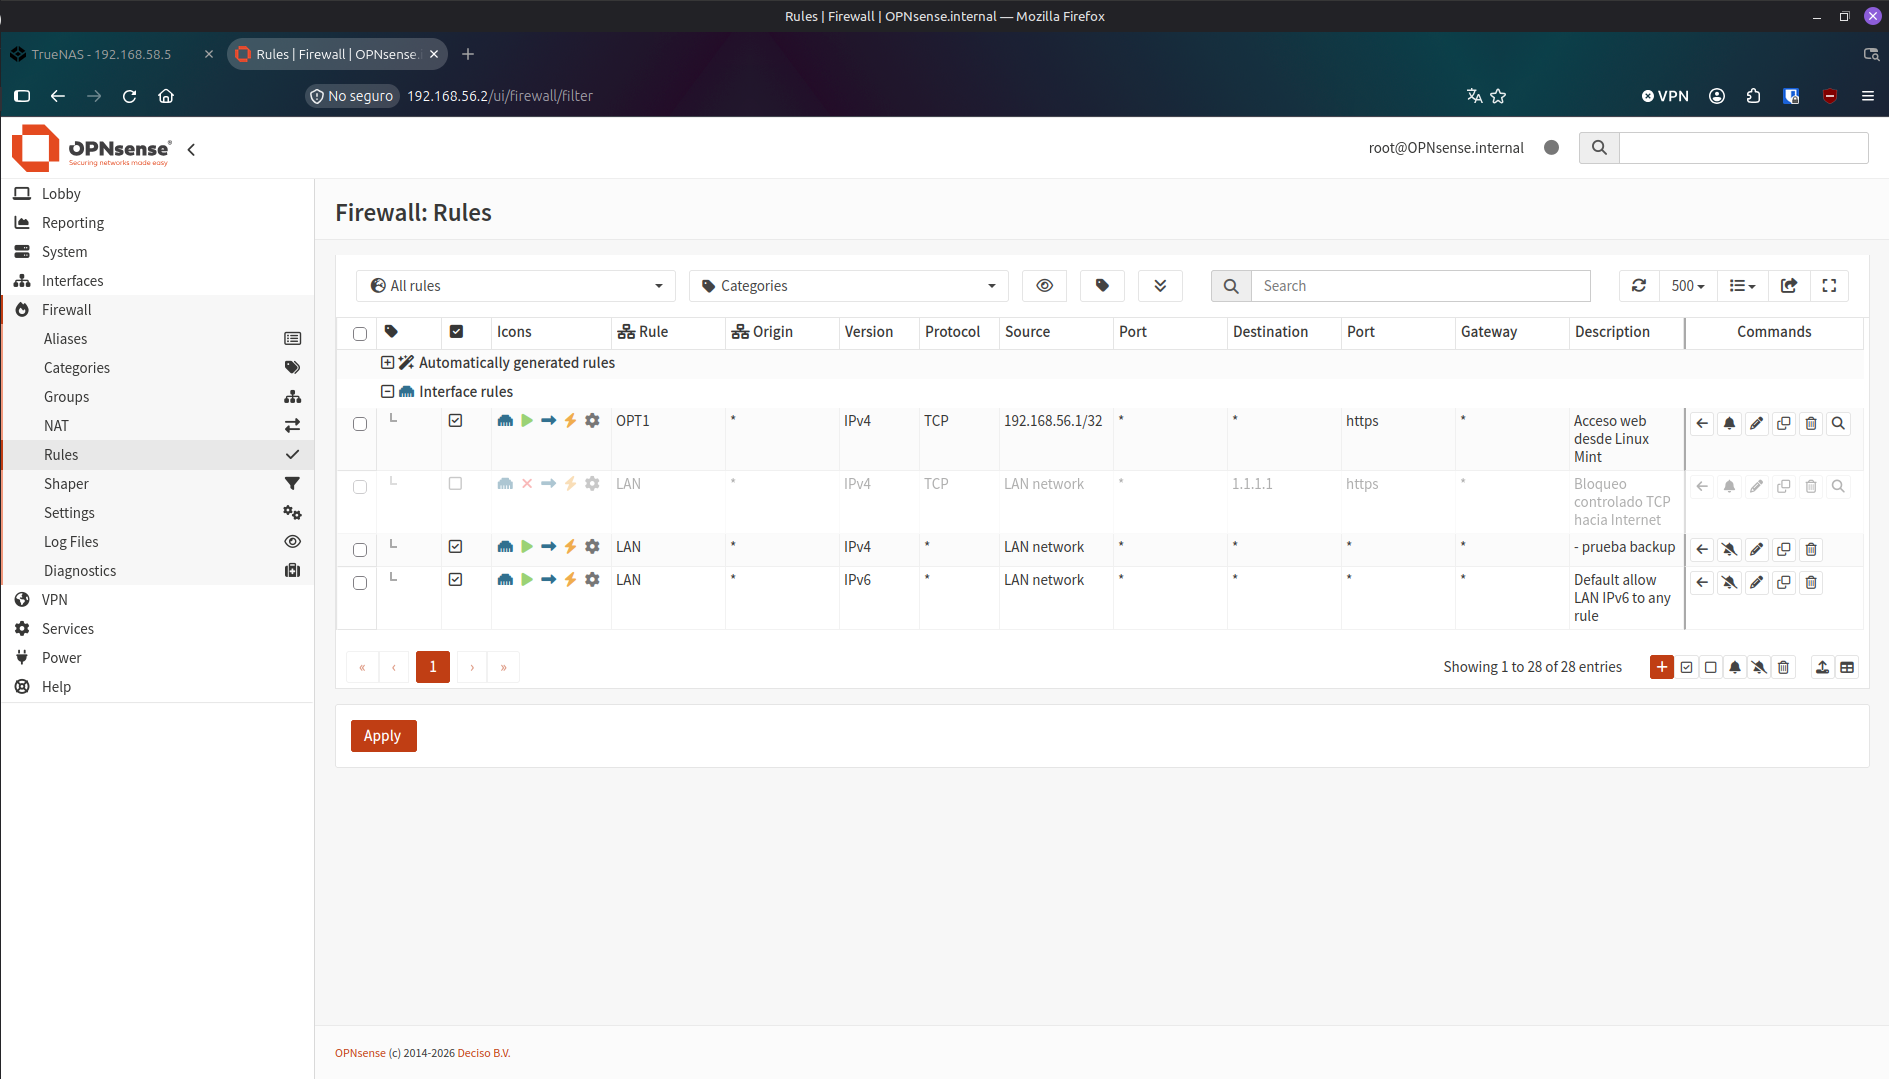 Rules | Firewall | OPNsense.internal — Mozilla Firefox
TrueNAS - 192.168.58.5
Rules | Firewall | OPNsense.
No seguro
192.168.56.2/ui/firewall/filter
VPN
OPNsense®
Securing networks made easy
root@OPNsense.internal
Lobby
Reporting
System
Interfaces
Firewall
Aliases
Categories
Groups
NAT
Rules
Shaper
Settings
Log Files
Diagnostics
VPN
Services
Power
Help
Firewall: Rules
All rules
Categories
Search
500
Icons Rule Origin Version Protocol Source Port Destination Port Gateway Description Commands
Automatically generated rules
Interface rules
OPT1 * IPv4 TCP 192.168.56.1/32 * * https * Acceso web
desde Linux
Mint
LAN * IPv4 TCP LAN network * 1.1.1.1 https * Bloqueo
controlado TCP
hacia Internet
LAN * IPv4 * LAN network * * * * - prueba backup
LAN * IPv6 * LAN network * * * * Default allow
LAN IPv6 to any
rule
« ‹ 1 › »
Showing 1 to 28 of 28 entries
Apply
OPNsense (c) 2014-2026 Deciso B.V.